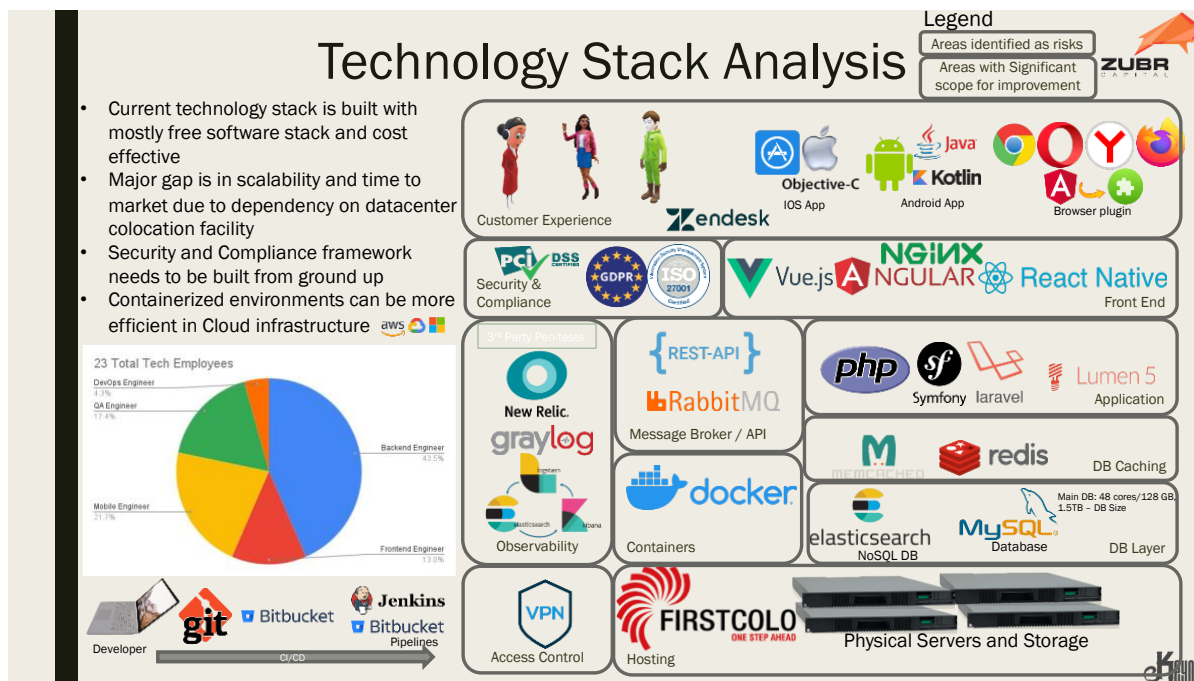 Technology Stack Analysis
Legend
Areas identified as risks
Areas with Significant
scope for improvement
ZUBR
CAPITAL
• Current technology stack is built with
mostly free software stack and cost
effective
• Major gap is in scalability and time to
market due to dependency on datacenter
colocation facility
• Security and Compliance framework
needs to be built from ground up
• Containerized environments can be more
efficient in Cloud infrastructure aws
23 Total Tech Employees
DevOps Engineer
4.3%
QA Engineer
17.4%
Backend Engineer
43.5%
Mobile Engineer
21.7%
Frontend Engineer
13.0%
Developer
git
Bitbucket
Jenkins
Bitbucket
Pipelines
CI/CD
Customer Experience
zendesk
Objective-C
IOS App
Java
Kotlin
Android App
Browser plugin
PCI DSS
CERTIFIED
GDPR
ISO
27001
Certified
Security &
Compliance
NGINX
Vue.js
ANGULAR
React Native
Front End
3rd Party Pen-tests
New Relic.
graylog
logstash
elasticsearch
kibana
Observability
{ REST-API }
RabbitMQ
Message Broker / API
php
sf
Symfony
laravel
Lumen 5
Application
docker
Containers
MEMCACHED
redis
DB Caching
elasticsearch
NoSQL DB
MySQL
Database
Main DB: 48 cores/128 GB,
1.5TB – DB Size
DB Layer
VPN
Access Control
FIRSTCOLO
ONE STEP AHEAD
Hosting
Physical Servers and Storage